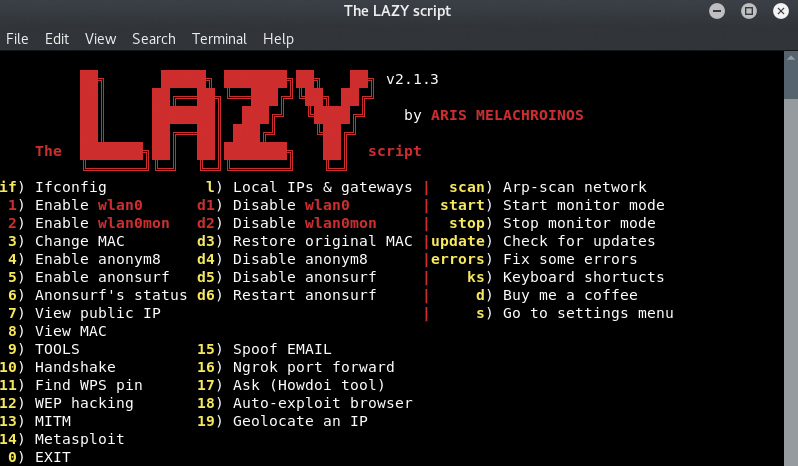 The LAZY script
File Edit View Search Terminal Help
LAZY v2.1.3
by ARIS MELACHROINOS
The script
if) Ifconfig l) Local IPs & gateways | scan) Arp-scan network
1) Enable wlan0 d1) Disable wlan0 | start) Start monitor mode
2) Enable wlan0mon d2) Disable wlan0mon | stop) Stop monitor mode
3) Change MAC d3) Restore original MAC |update) Check for updates
4) Enable anonym8 d4) Disable anonym8 |errors) Fix some errors
5) Enable anonsurf d5) Disable anonsurf | ks) Keyboard shortucts
6) Anonsurf's status d6) Restart anonsurf | d) Buy me a coffee
7) View public IP | s) Go to settings menu
8) View MAC
9) TOOLS 15) Spoof EMAIL
10) Handshake 16) Ngrok port forward
11) Find WPS pin 17) Ask (Howdoi tool)
12) WEP hacking 18) Auto-exploit browser
13) MITM 19) Geolocate an IP
14) Metasploit
0) EXIT